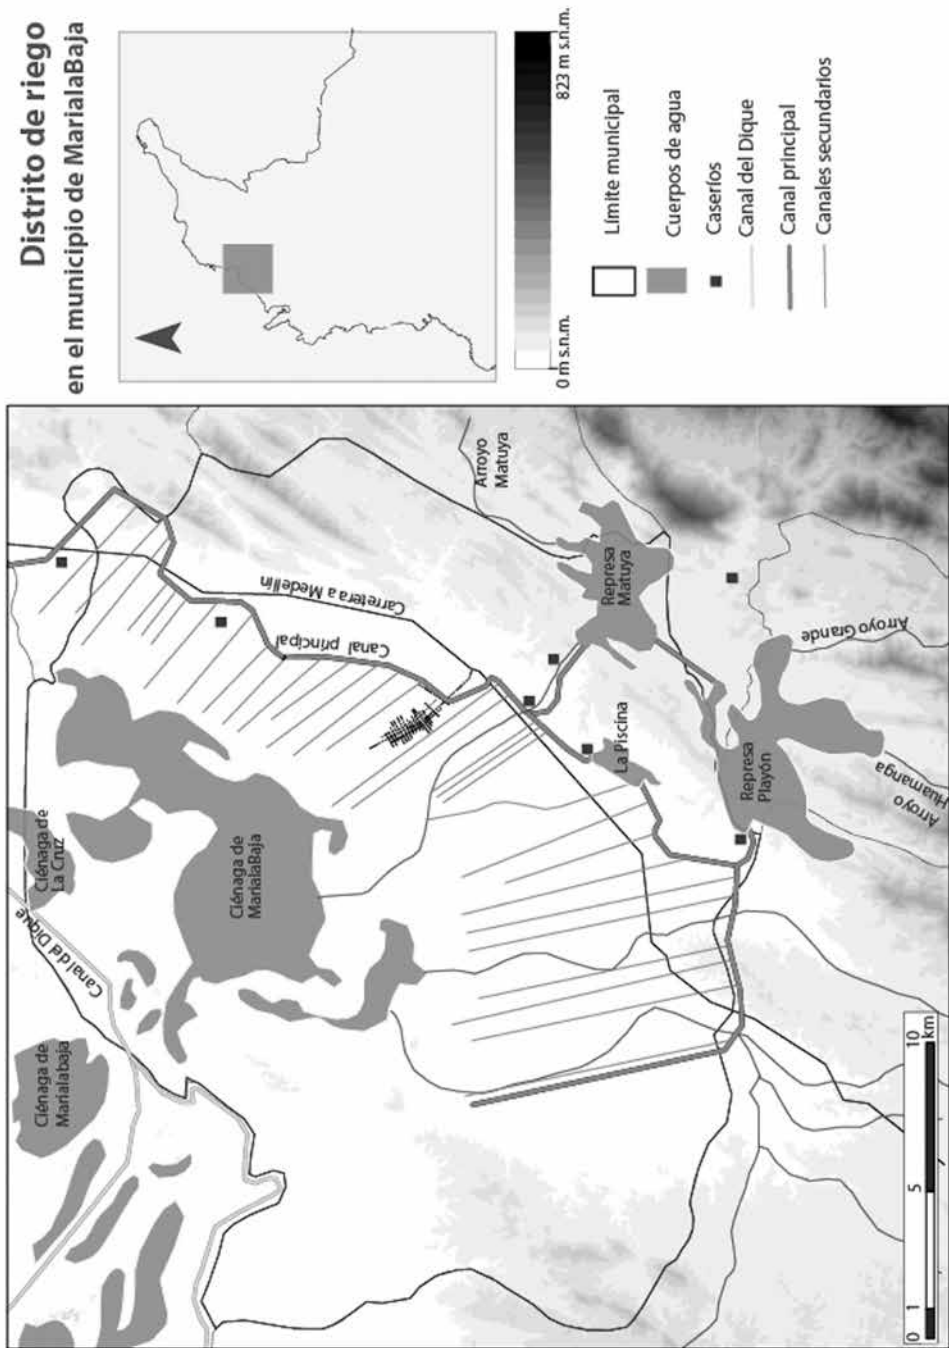 Distrito de riego
en el municipio de MarialaBaja
0 m s.n.m.
823 m s.n.m.
Límite municipal
Cuerpos de agua
Caseríos
Canal del Dique
Canal principal
Canales secundarios
Ciénaga de
Marialabaja
Canal del Dique
Ciénaga de
La Cruz
Ciénaga de
MarialaBaja
Canal principal
Carretera a Medellín
Arroyo
Matuya
Represa
Matuya
La Piscina
Represa
Playón
Arroyo Grande
Arroyo
Huamanga
0
1
5
10
km